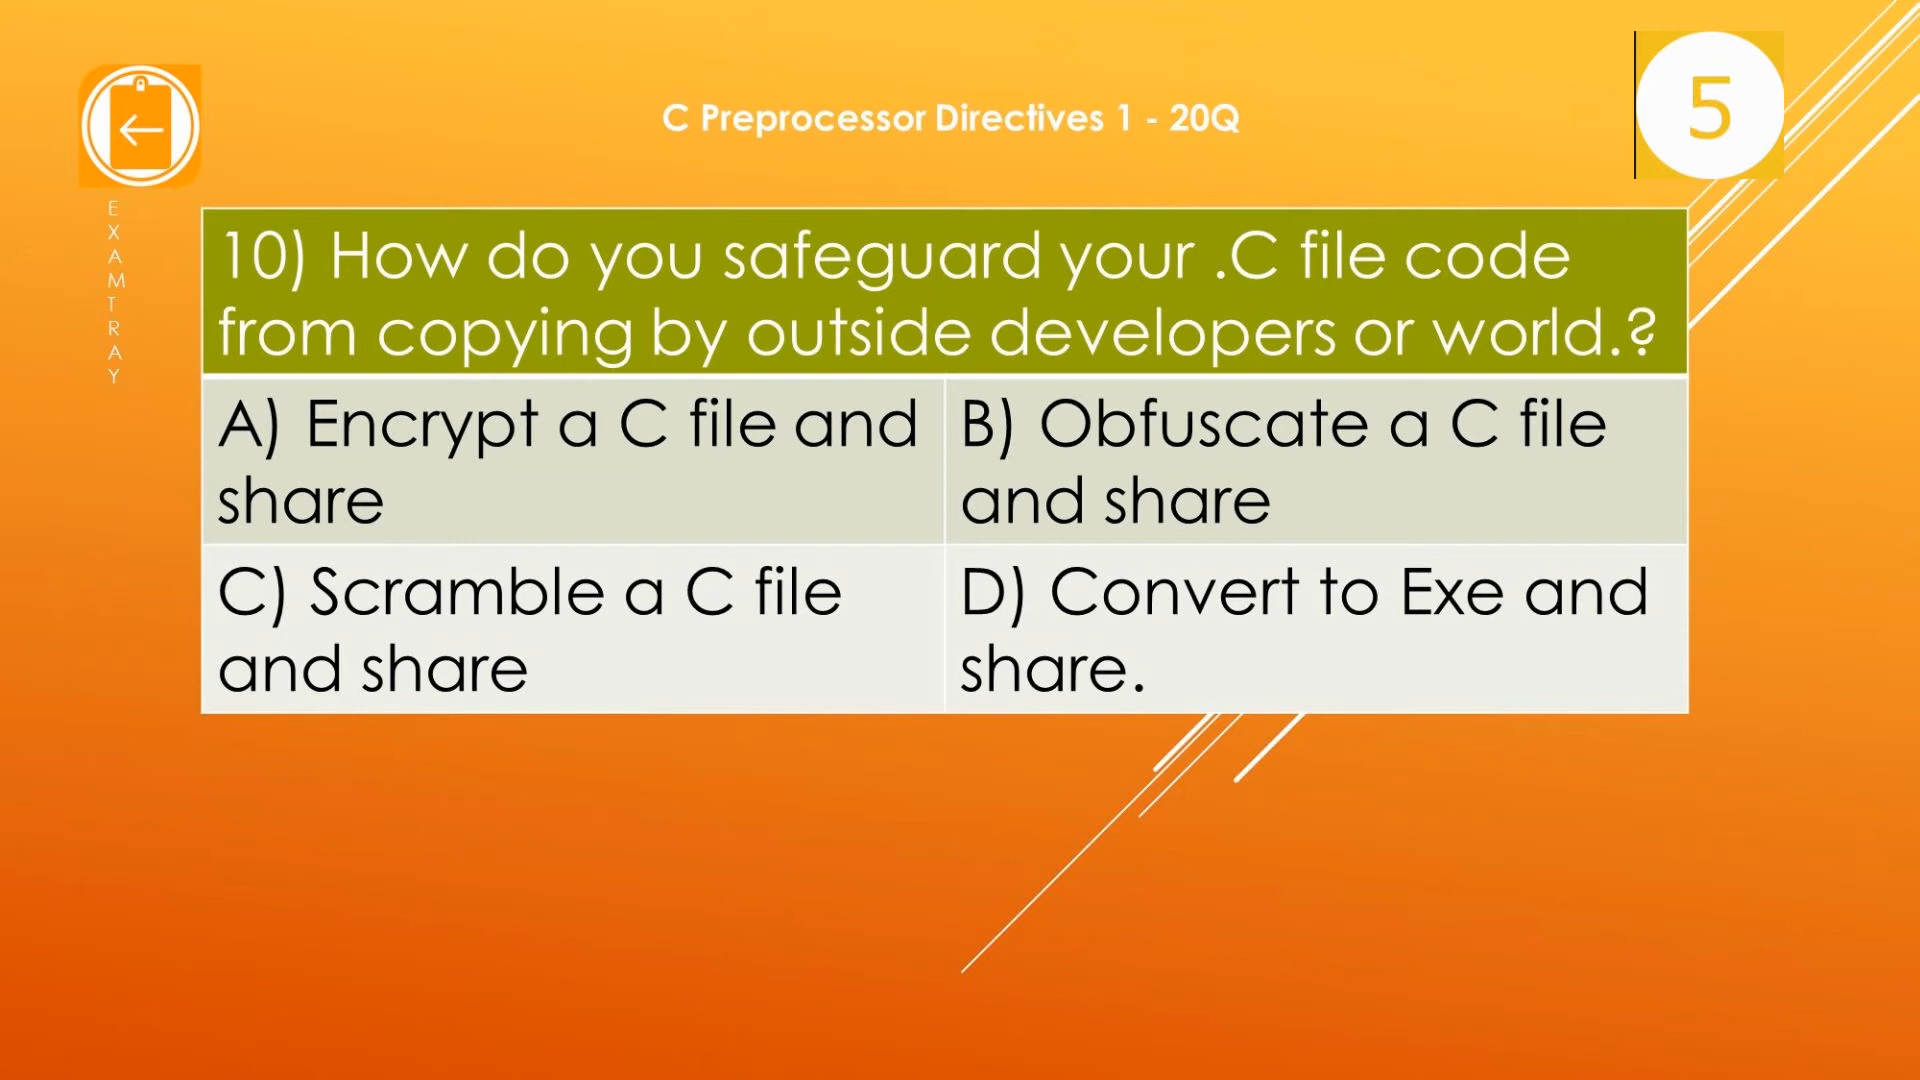 C Preprocessor Directives 1 - 20Q
5
E
X
A
M
T
R
A
Y
10) How do you safeguard your .C file code
from copying by outside developers or world.?
A) Encrypt a C file and
share
B) Obfuscate a C file
and share
C) Scramble a C file
and share
D) Convert to Exe and
share.